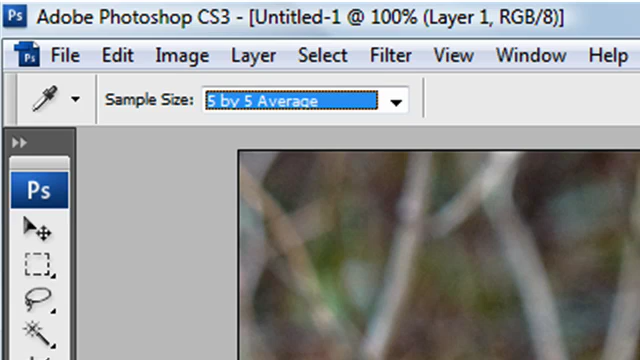 Ps Adobe Photoshop CS3 - [Untitled-1 @ 100% (Layer 1, RGB/8)]
Ps File Edit Image Layer Select Filter View Window Help
Sample Size: 5 by 5 Average
Ps